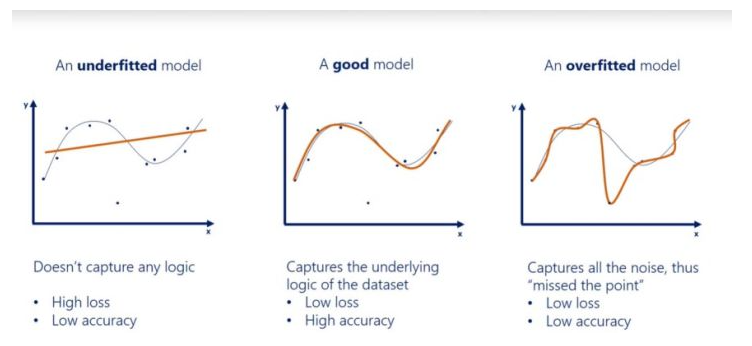 An underfitted model
y
x
Doesn't capture any logic
• High loss
• Low accuracy
A good model
y
x
Captures the underlying
logic of the dataset
• Low loss
• High accuracy
An overfitted model
y
x
Captures all the noise, thus
"missed the point"
• Low loss
• Low accuracy